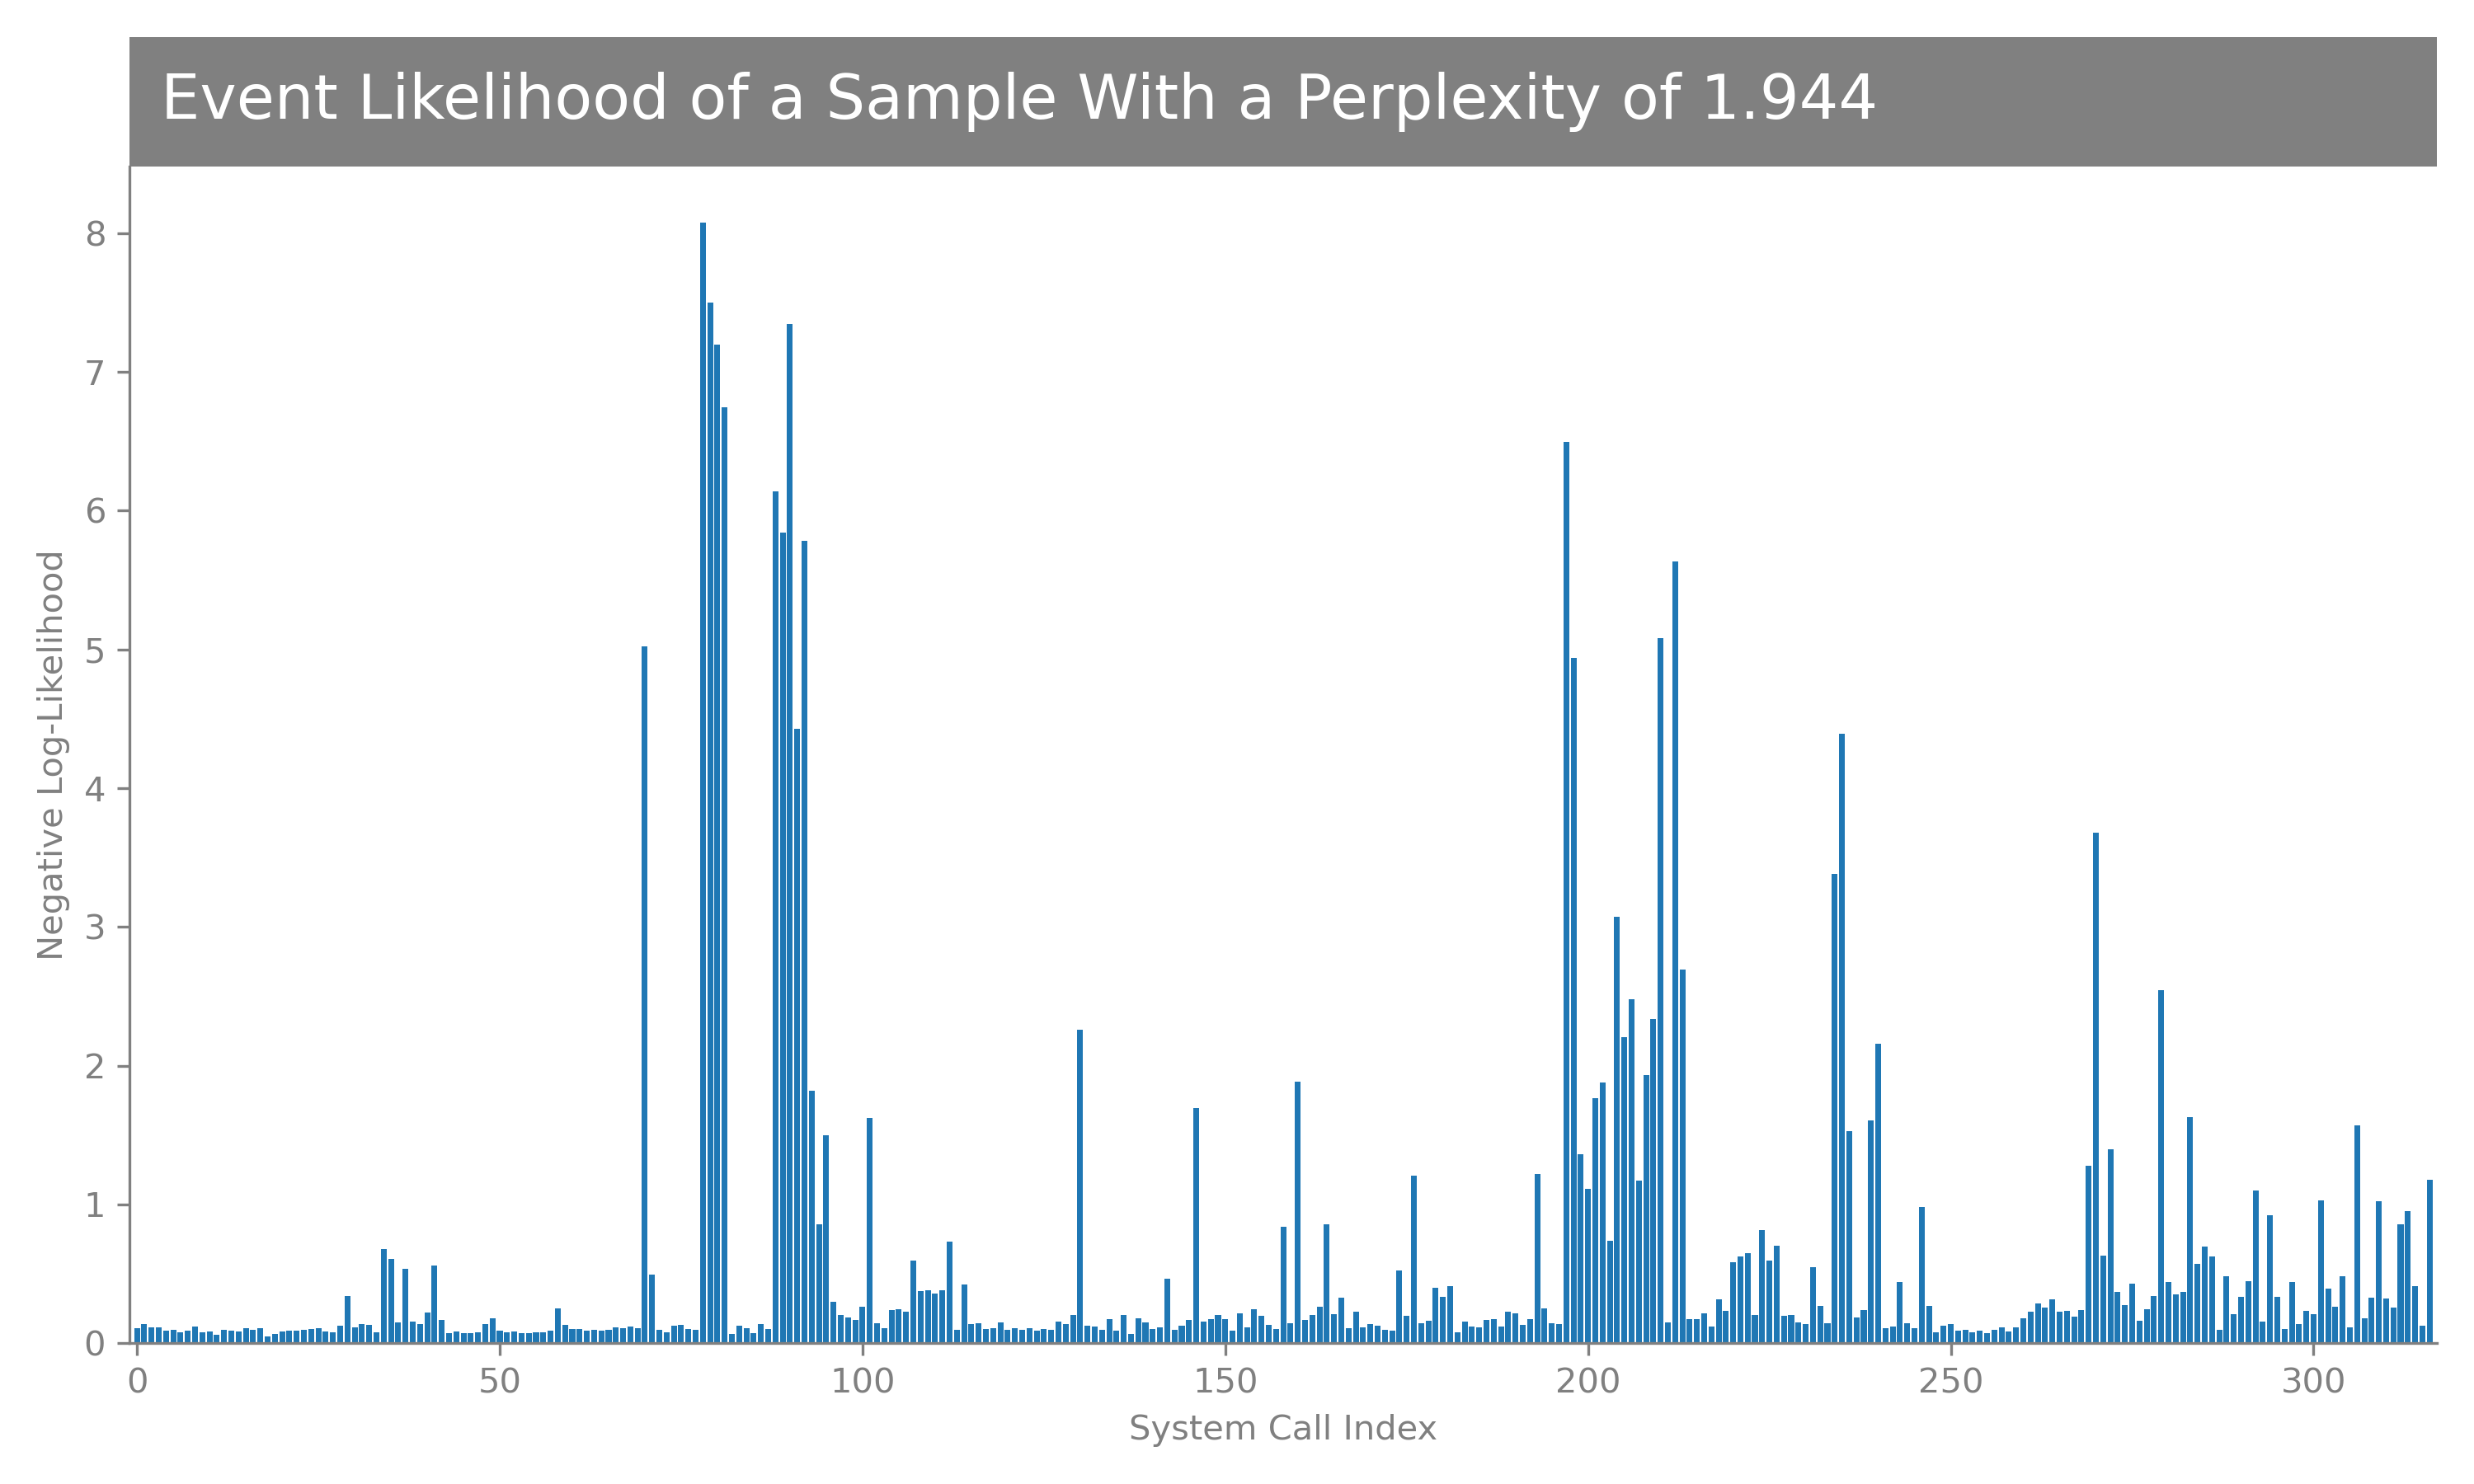 Event Likelihood of a Sample With a Perplexity of 1.944
8
7
6
5
4
3
2
1
0
Negative Log-Likelihood
0 50 100 150 200 250 300
System Call Index